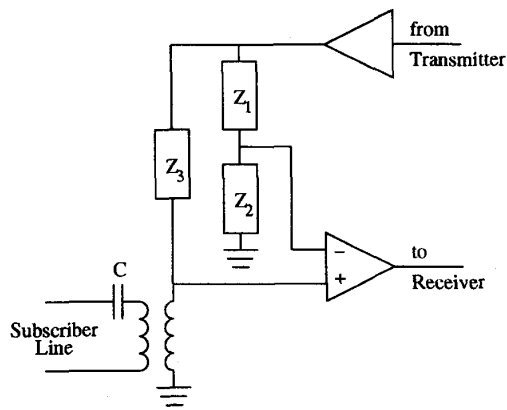 from
Transmitter
Z1
Z3
Z2
−
+
to
Receiver
C
Subscriber
Line